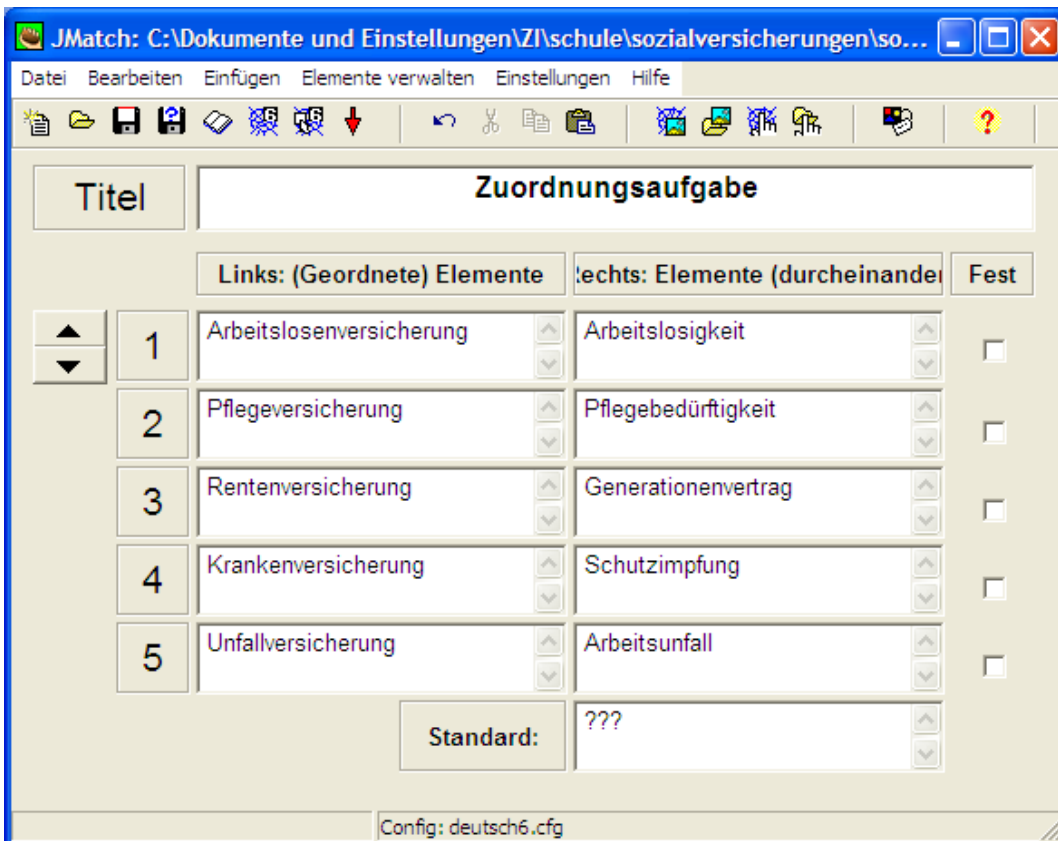 JMatch: C:\Dokumente und Einstellungen\ZI\schule\sozialversicherungen\so...
Datei Bearbeiten Einfügen Elemente verwalten Einstellungen Hilfe
Titel
Zuordnungsaufgabe
Links: (Geordnete) Elemente
Elemente (durcheinander
Fest
1
Arbeitslosenversicherung
Arbeitslosigkeit
2
Pflegeversicherung
Pflegebedürftigkeit
3
Rentenversicherung
Generationenvertrag
4
Krankenversicherung
Schutzimpfung
5
Unfallversicherung
Arbeitsunfall
Standard:
???
Config: deutsch6.cfg